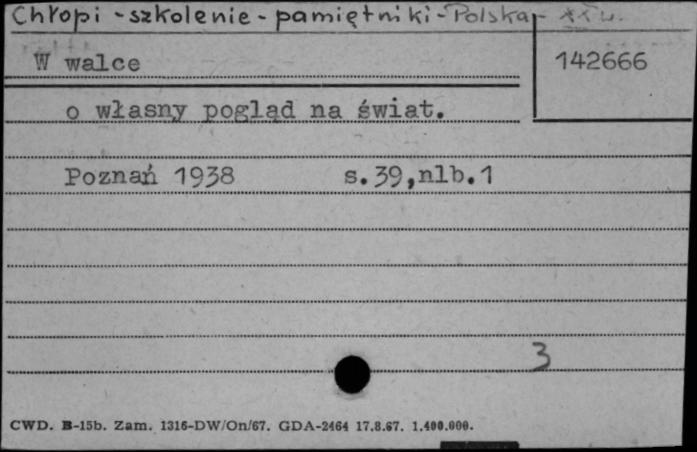 Chłopi - szkolenie - pamiętniki - Polska -
W walce
142666
o własny pogląd na świat.
Poznań 1938 s.39,nlb.1
3
CWD. B-15b. Zam. 1316-DW/On/67. GDA-2464 17.8.67. 1.400.000.